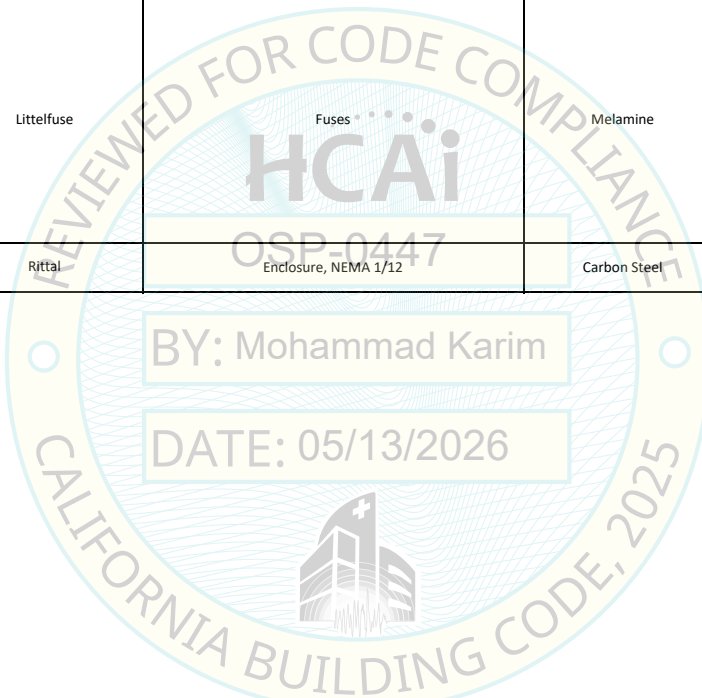 REVIEWED FOR CODE COMPLIANCE
Littelfuse Fuses Melamine
HCAi
OSP-0447
Rittal Enclosure, NEMA 1/12 Carbon Steel
BY: Mohammad Karim
DATE: 05/13/2026
CALIFORNIA BUILDING CODE, 2025